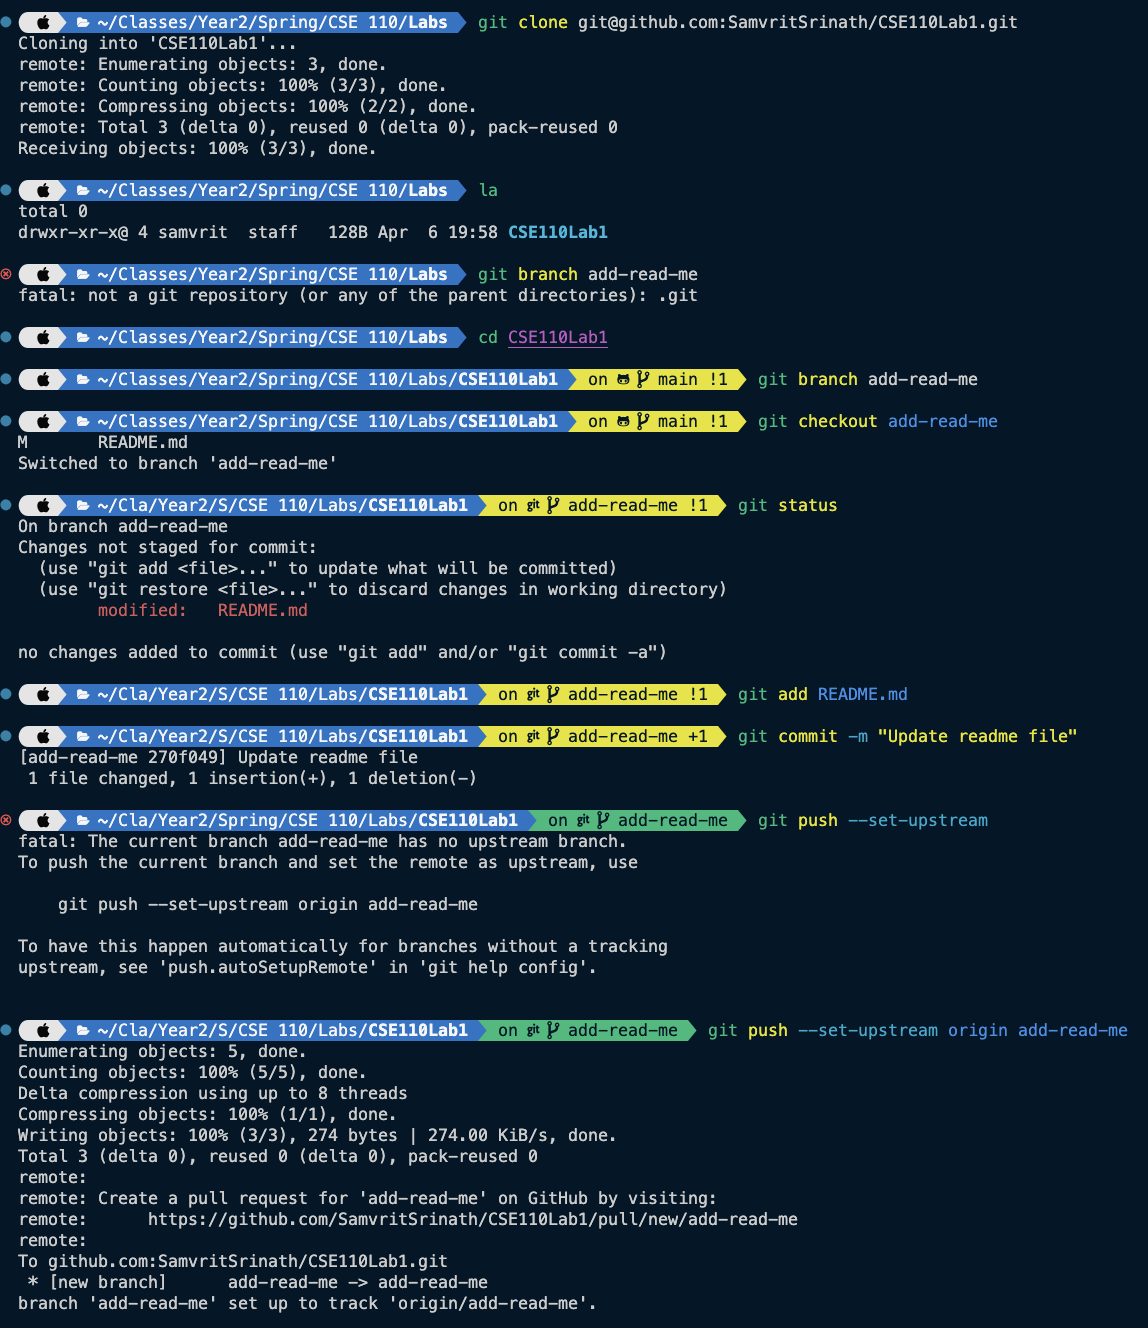 ~/Classes/Year2/Spring/CSE 110/Labs git clone git@github.com:SamvritSrinath/CSE110Lab1.git
Cloning into 'CSE110Lab1'...
remote: Enumerating objects: 3, done.
remote: Counting objects: 100% (3/3), done.
remote: Compressing objects: 100% (2/2), done.
remote: Total 3 (delta 0), reused 0 (delta 0), pack-reused 0
Receiving objects: 100% (3/3), done.
~/Classes/Year2/Spring/CSE 110/Labs la
total 0
drwxr-xr-x@ 4 samvrit  staff   128B Apr  6 19:58 CSE110Lab1
~/Classes/Year2/Spring/CSE 110/Labs git branch add-read-me
fatal: not a git repository (or any of the parent directories): .git
~/Classes/Year2/Spring/CSE 110/Labs cd CSE110Lab1
~/Classes/Year2/Spring/CSE 110/Labs/CSE110Lab1 on main !1 git branch add-read-me
~/Classes/Year2/Spring/CSE 110/Labs/CSE110Lab1 on main !1 git checkout add-read-me
M       README.md
Switched to branch 'add-read-me'
~/Cla/Year2/S/CSE 110/Labs/CSE110Lab1 on git add-read-me !1 git status
On branch add-read-me
Changes not staged for commit:
  (use "git add <file>..." to update what will be committed)
  (use "git restore <file>..." to discard changes in working directory)
        modified:   README.md
no changes added to commit (use "git add" and/or "git commit -a")
~/Cla/Year2/S/CSE 110/Labs/CSE110Lab1 on git add-read-me !1 git add README.md
~/Cla/Year2/S/CSE 110/Labs/CSE110Lab1 on git add-read-me +1 git commit -m "Update readme file"
[add-read-me 270f049] Update readme file
 1 file changed, 1 insertion(+), 1 deletion(-)
~/Cla/Year2/Spring/CSE 110/Labs/CSE110Lab1 on git add-read-me git push --set-upstream
fatal: The current branch add-read-me has no upstream branch.
To push the current branch and set the remote as upstream, use
    git push --set-upstream origin add-read-me
To have this happen automatically for branches without a tracking
upstream, see 'push.autoSetupRemote' in 'git help config'.
~/Cla/Year2/S/CSE 110/Labs/CSE110Lab1 on git add-read-me git push --set-upstream origin add-read-me
Enumerating objects: 5, done.
Counting objects: 100% (5/5), done.
Delta compression using up to 8 threads
Compressing objects: 100% (1/1), done.
Writing objects: 100% (3/3), 274 bytes | 274.00 KiB/s, done.
Total 3 (delta 0), reused 0 (delta 0), pack-reused 0
remote:
remote: Create a pull request for 'add-read-me' on GitHub by visiting:
remote:      https://github.com/SamvritSrinath/CSE110Lab1/pull/new/add-read-me
remote:
To github.com:SamvritSrinath/CSE110Lab1.git
 * [new branch]      add-read-me -> add-read-me
branch 'add-read-me' set up to track 'origin/add-read-me'.